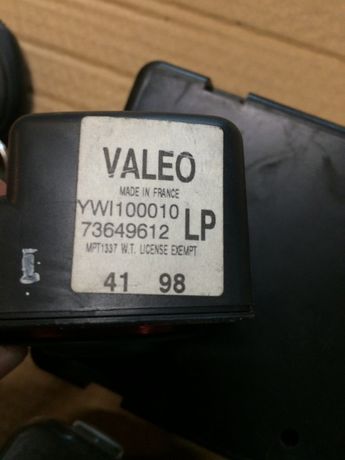 VALEO
MADE IN FRANCE
YWI100010
73649612 LP
MPT1337 W.T. LICENSE EXEMPT
41 98